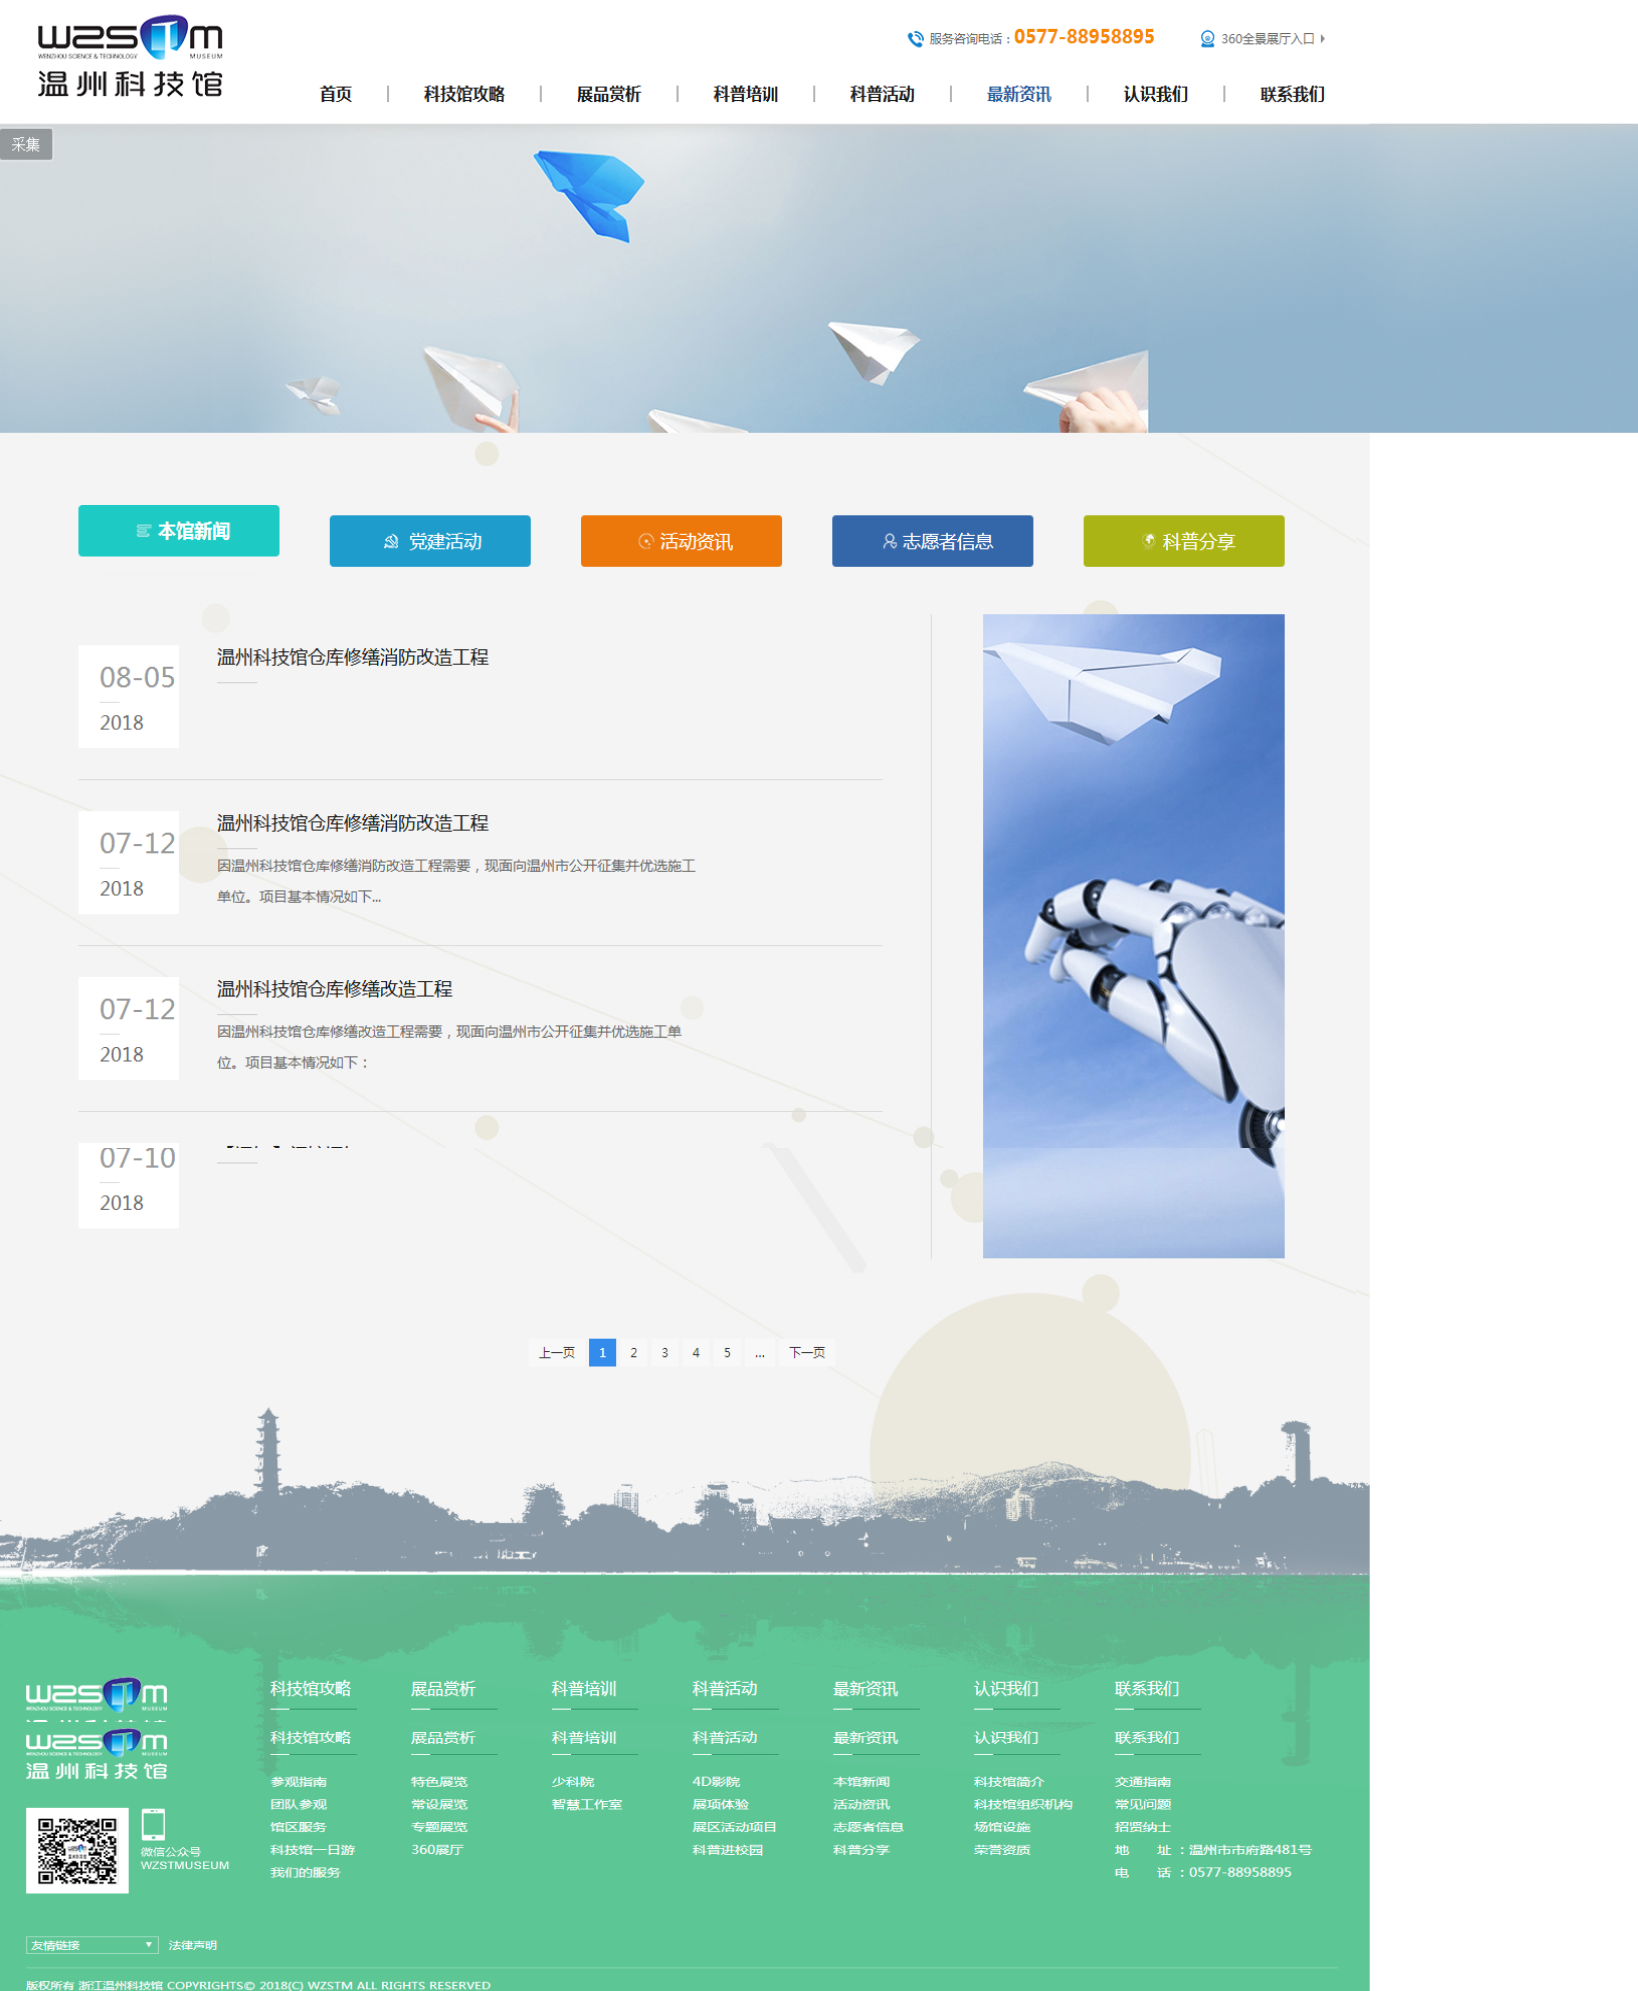 WZSTM
WENZHOU SCIENCE & TECHNOLOGY MUSEUM
温州科技馆
服务咨询电话：0577-88958895
360全景展厅入口
首页 科技馆攻略 展品赏析 科普培训 科普活动 最新资讯 认识我们 联系我们
采集
本馆新闻 党建活动 活动资讯 志愿者信息 科普分享
08-05
2018
温州科技馆仓库修缮消防改造工程
07-12
2018
温州科技馆仓库修缮消防改造工程
因温州科技馆仓库修缮消防改造工程需要，现面向温州市公开征集并优选施工
单位。项目基本情况如下...
07-12
2018
温州科技馆仓库修缮改造工程
因温州科技馆仓库修缮改造工程需要，现面向温州市公开征集并优选施工单
位。项目基本情况如下：
07-10
2018
上一页 1 2 3 4 5 ... 下一页
WZSTM
WENZHOU SCIENCE & TECHNOLOGY MUSEUM
科技馆攻略 展品赏析 科普培训 科普活动 最新资讯 认识我们 联系我们
WZSTM
WENZHOU SCIENCE & TECHNOLOGY MUSEUM
温州科技馆
科技馆攻略 展品赏析 科普培训 科普活动 最新资讯 认识我们 联系我们
参观指南 特色展览 少科院 4D影院 本馆新闻 科技馆简介 交通指南
团队参观 常设展览 智慧工作室 展项体验 活动资讯 科技馆组织机构 常见问题
馆区服务 专题展览 展区活动项目 志愿者信息 场馆设施 招贤纳士
科技馆一日游 360展厅 科普进校园 科普分享 荣誉资质 地 址：温州市市府路481号
我们的服务 电 话：0577-88958895
微信公众号
WZSTMUSEUM
友情链接 法律声明
版权所有 浙江温州科技馆 COPYRIGHTS© 2018(C) WZSTM ALL RIGHTS RESERVED